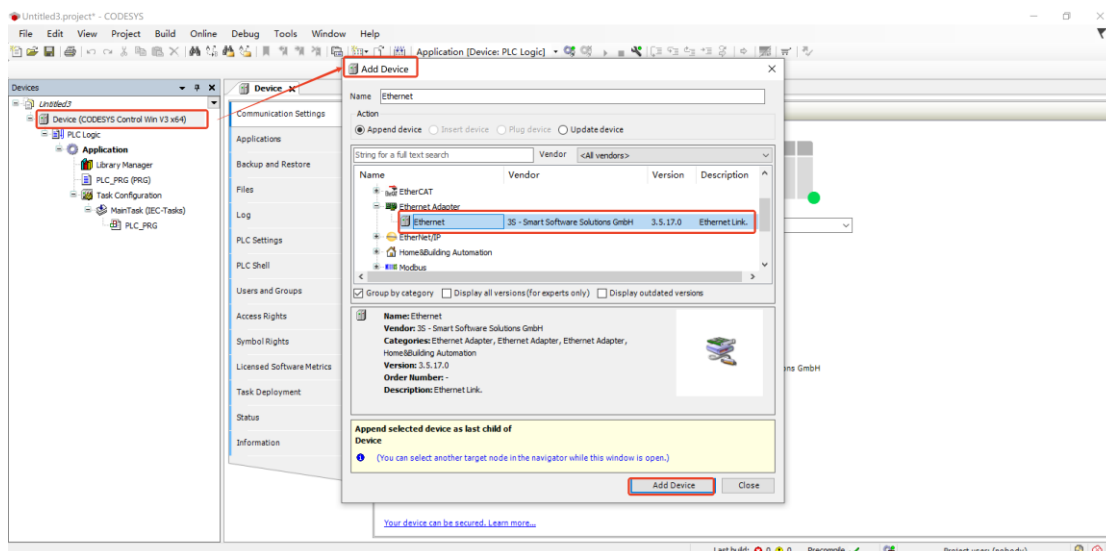 Untitled3.project* - CODESYS
File Edit View Project Build Online Debug Tools Window Help
Application [Device: PLC Logic]
Devices
Untitled3
Device (CODESYS Control Win V3 x64)
PLC Logic
Application
Library Manager
PLC_PRG (PRG)
Task Configuration
MainTask (IEC-Tasks)
PLC_PRG
Device
Communication Settings
Applications
Backup and Restore
Files
Log
PLC Settings
PLC Shell
Users and Groups
Access Rights
Symbol Rights
Licensed Software Metrics
Task Deployment
Status
Information
Add Device
Name Ethernet
Action
Append device Insert device Plug device Update device
String for a full text search Vendor <All vendors>
Name Vendor Version Description
EtherCAT
Ethernet Adapter
Ethernet 3S - Smart Software Solutions GmbH 3.5.17.0 Ethernet Link.
EtherNet/IP
Home&Building Automation
Modbus
Group by category Display all versions (for experts only) Display outdated versions
Name: Ethernet
Vendor: 3S - Smart Software Solutions GmbH
Categories: Ethernet Adapter, Ethernet Adapter, Ethernet Adapter,
Home&Building Automation
Version: 3.5.17.0
Order Number: -
Description: Ethernet Link.
Append selected device as last child of
Device
(You can select another target node in the navigator while this window is open.)
Add Device Close
ons GmbH
Your device can be secured. Learn more...
Last build: 0 0 Precompile Project user: (nobody)